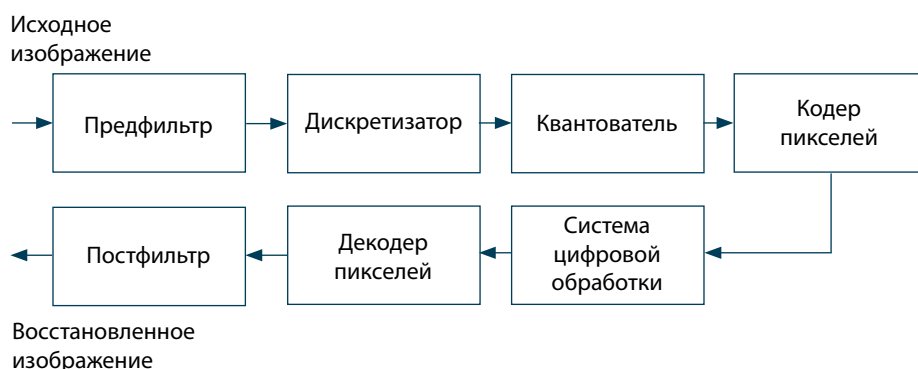 Исходное
изображение
Предфильтр
Дискретизатор
Квантователь
Кодер
пикселей
Постфильтр
Декодер
пикселей
Система
цифровой
обработки
Восстановленное
изображение